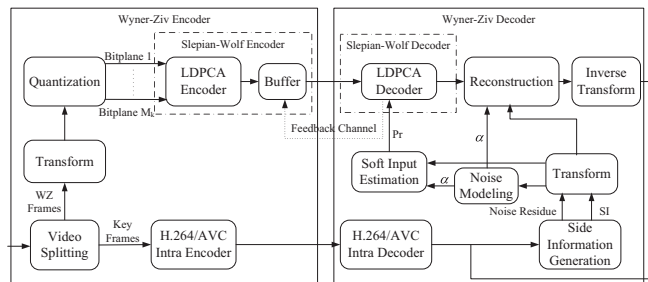 Wyner-Ziv Encoder
Wyner-Ziv Decoder
Slepian-Wolf Encoder
Slepian-Wolf Decoder
Bitplane 1
Quantization
Bitplane Mk
LDPCA
Encoder
Buffer
LDPCA
Decoder
Reconstruction
Inverse
Transform
Feedback Channel
Pr
α
Transform
Soft Input
Estimation
α
Noise
Modeling
Transform
WZ
Frames
Noise Residue
SI
Video
Splitting
Key
Frames
H.264/AVC
Intra Encoder
H.264/AVC
Intra Decoder
Side
Information
Generation